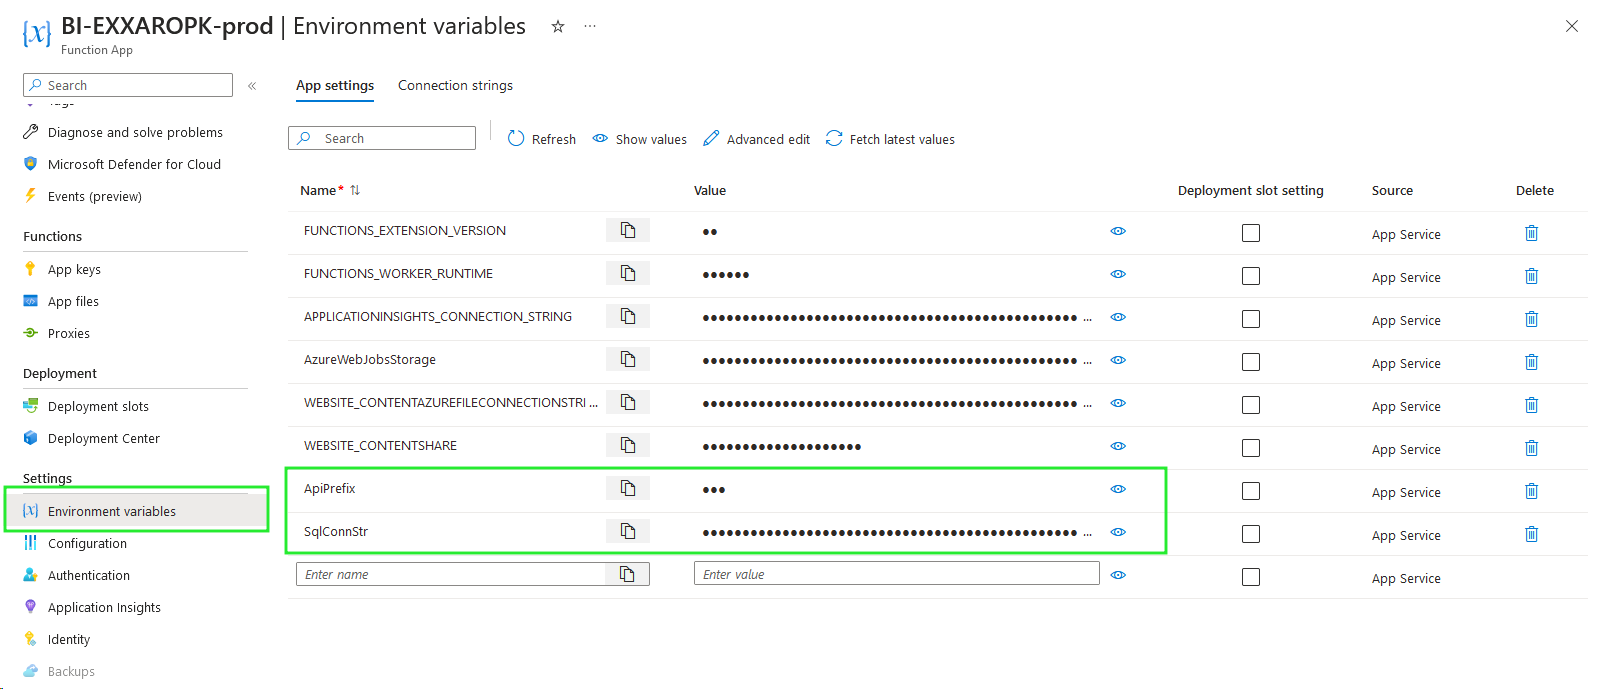 BI-EXXAROPK-prod | Environment variables
Function App
Search
App settings
Connection strings
Tags
Diagnose and solve problems
Microsoft Defender for Cloud
Events (preview)
Functions
App keys
App files
Proxies
Deployment
Deployment slots
Deployment Center
Settings
Environment variables
Configuration
Authentication
Application Insights
Identity
Backups
Search
Refresh
Show values
Advanced edit
Fetch latest values
Name*
Value
Deployment slot setting
Source
Delete
FUNCTIONS_EXTENSION_VERSION
App Service
FUNCTIONS_WORKER_RUNTIME
App Service
APPLICATIONINSIGHTS_CONNECTION_STRING
...
App Service
AzureWebJobsStorage
...
App Service
WEBSITE_CONTENTAZUREFILECONNECTIONSTRI ...
...
App Service
WEBSITE_CONTENTSHARE
App Service
ApiPrefix
App Service
SqlConnStr
...
App Service
Enter name
Enter value
App Service